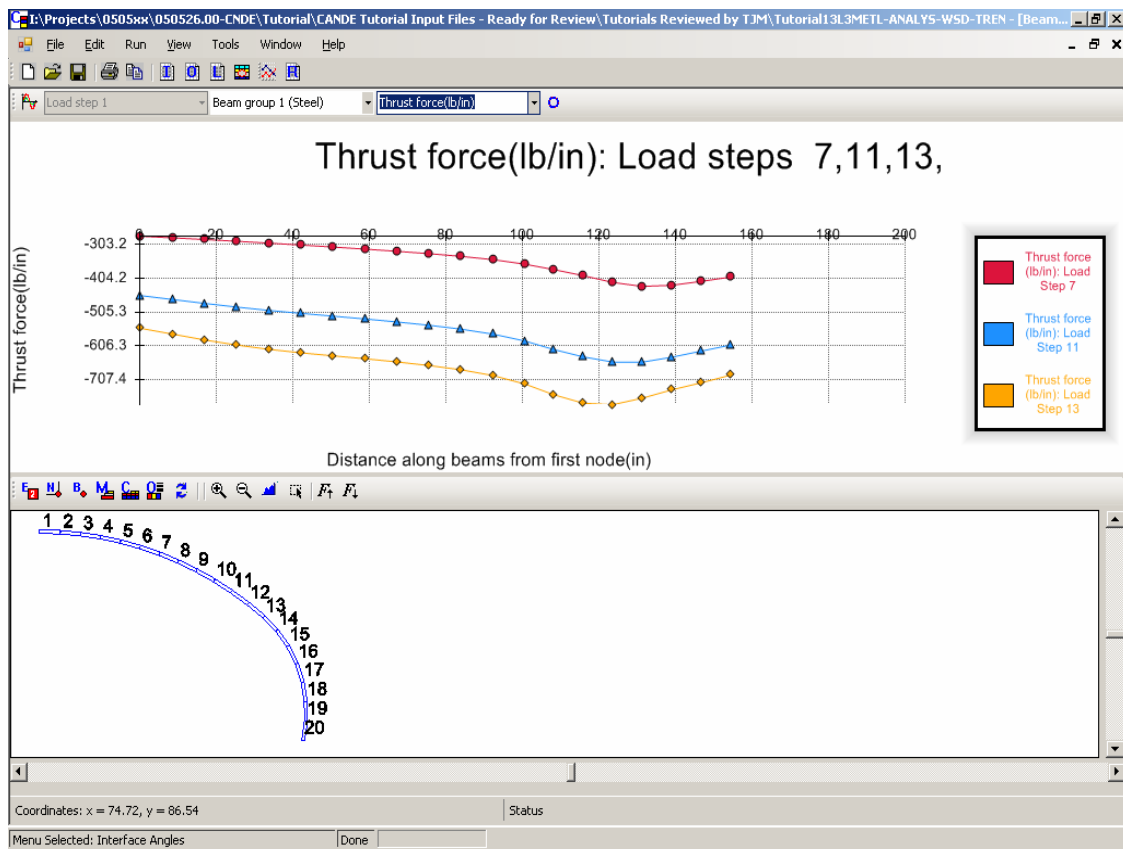 I:\Projects\0505xx\050526.00-CNDE\Tutorial\CANDE Tutorial Input Files - Ready for Review\Tutorials Reviewed by TJM\Tutorial13L3METL-ANALYS-WSD-TREN - [Beam...
File Edit Run View Tools Window Help
Load step 1 Beam group 1 (Steel) Thrust force(lb/in)
Thrust force(lb/in): Load steps 7,11,13,
0 20 40 60 80 100 120 140 160 180 200
-303.2
-404.2
-505.3
-606.3
-707.4
Thrust force(lb/in)
Distance along beams from first node(in)
Thrust force
(lb/in): Load
Step 7
Thrust force
(lb/in): Load
Step 11
Thrust force
(lb/in): Load
Step 13
1 2 3 4 5 6 7 8 9 10 11 12 13 14 15 16 17 18 19 20
Coordinates: x = 74.72, y = 86.54 Status
Menu Selected: Interface Angles Done